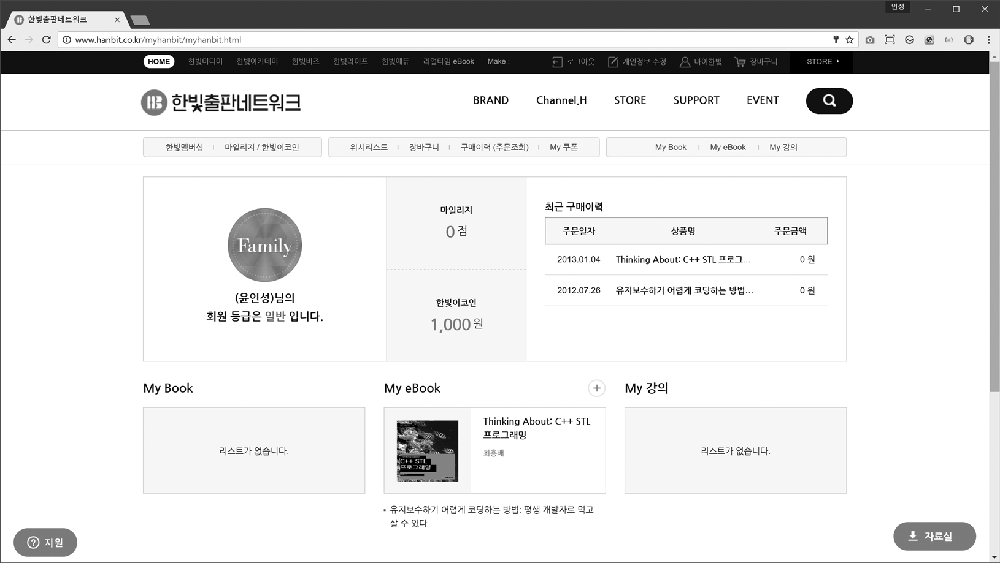 인성
한빛출판네트워크
www.hanbit.co.kr/myhanbit/myhanbit.html
HOME 한빛미디어 한빛아카데미 한빛비즈 한빛라이프 한빛에듀 리얼타임 eBook Make : 로그아웃 개인정보 수정 마이한빛 장바구니 STORE
한빛출판네트워크 BRAND Channel.H STORE SUPPORT EVENT
한빛멤버십 | 마일리지 / 한빛이코인 위시리스트 | 장바구니 | 구매이력 (주문조회) | My 쿠폰 My Book | My eBook | My 강의
Family
(윤인성)님의
회원 등급은 일반 입니다.
마일리지
0 점
한빛이코인
1,000 원
최근 구매이력
주문일자 상품명 주문금액
2013.01.04 Thinking About: C++ STL 프로그... 0 원
2012.07.26 유지보수하기 어렵게 코딩하는 방법... 0 원
My Book
리스트가 없습니다.
My eBook
Thinking About
C++ STL
프로그래밍
Thinking About: C++ STL
프로그래밍
최흥배
• 유지보수하기 어렵게 코딩하는 방법: 평생 개발자로 먹고
살 수 있다
My 강의
리스트가 없습니다.
지원
자료실